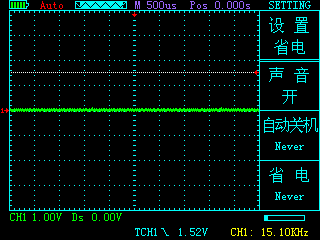 Auto M 500us Pos 0.000s SETTING
设置
省电
声音
开
自动关机
Never
省电
Never
CH1 1.00V Ds 0.00V
TCH1 1.52V CH1: 15.10KHz